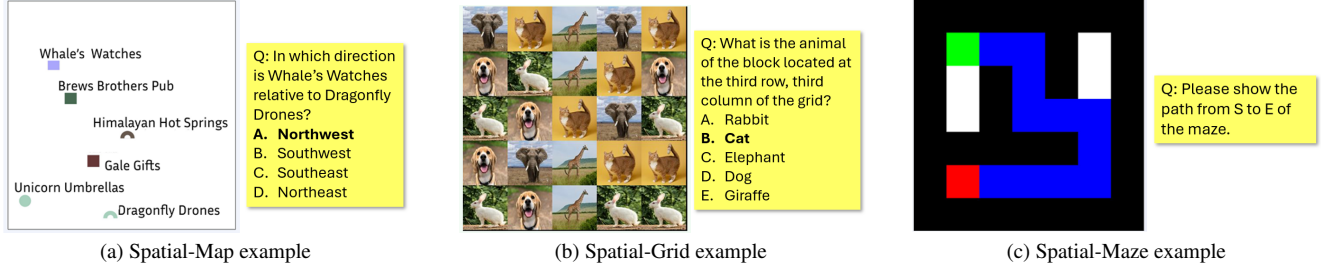 Whale's Watches
Brews Brothers Pub
Himalayan Hot Springs
Gale Gifts
Unicorn Umbrellas
Dragonfly Drones
Q: In which direction
is Whale's Watches
relative to Dragonfly
Drones?
A. Northwest
B. Southwest
C. Southeast
D. Northeast
(a) Spatial-Map example
Q: What is the animal
of the block located at
the third row, third
column of the grid?
A. Rabbit
B. Cat
C. Elephant
D. Dog
E. Giraffe
(b) Spatial-Grid example
Q: Please show the
path from S to E of
the maze.
(c) Spatial-Maze example